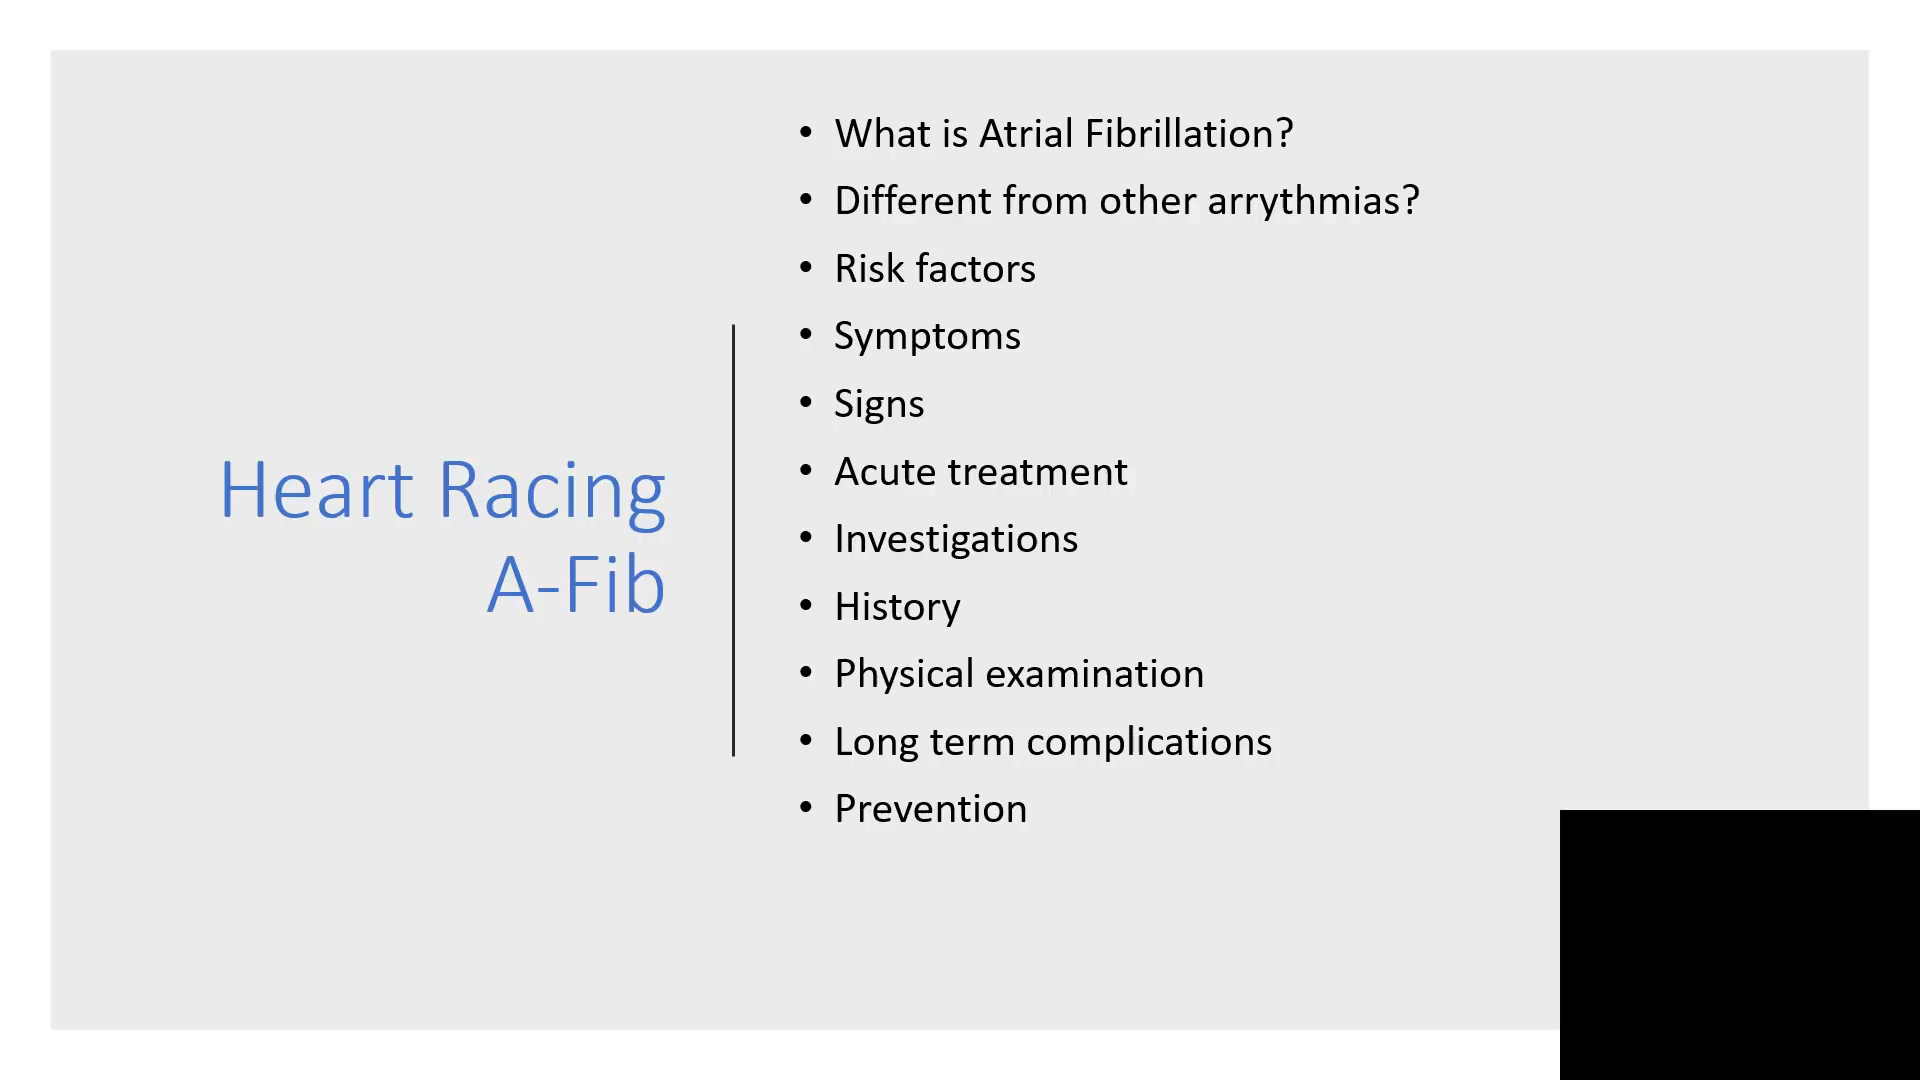 Heart Racing
A-Fib
• What is Atrial Fibrillation?
• Different from other arrythmias?
• Risk factors
• Symptoms
• Signs
• Acute treatment
• Investigations
• History
• Physical examination
• Long term complications
• Prevention